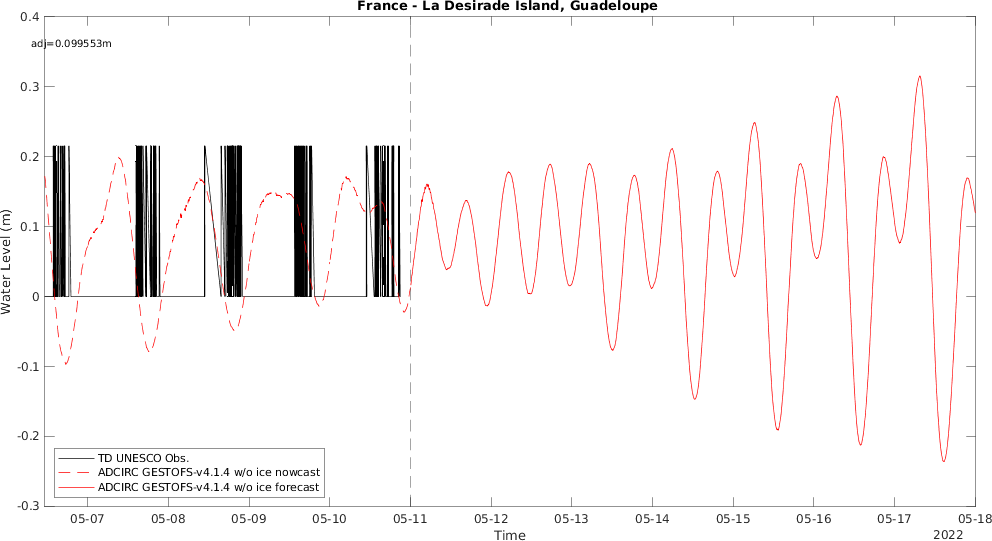 France - La Desirade Island, Guadeloupe
adj=0.099553m
0.4
0.3
0.2
0.1
0
-0.1
-0.2
-0.3
Water Level (m)
TD UNESCO Obs.
ADCIRC GESTOFS-v4.1.4 w/o ice nowcast
ADCIRC GESTOFS-v4.1.4 w/o ice forecast
05-07 05-08 05-09 05-10 05-11 05-12 05-13 05-14 05-15 05-16 05-17 05-18
Time
2022